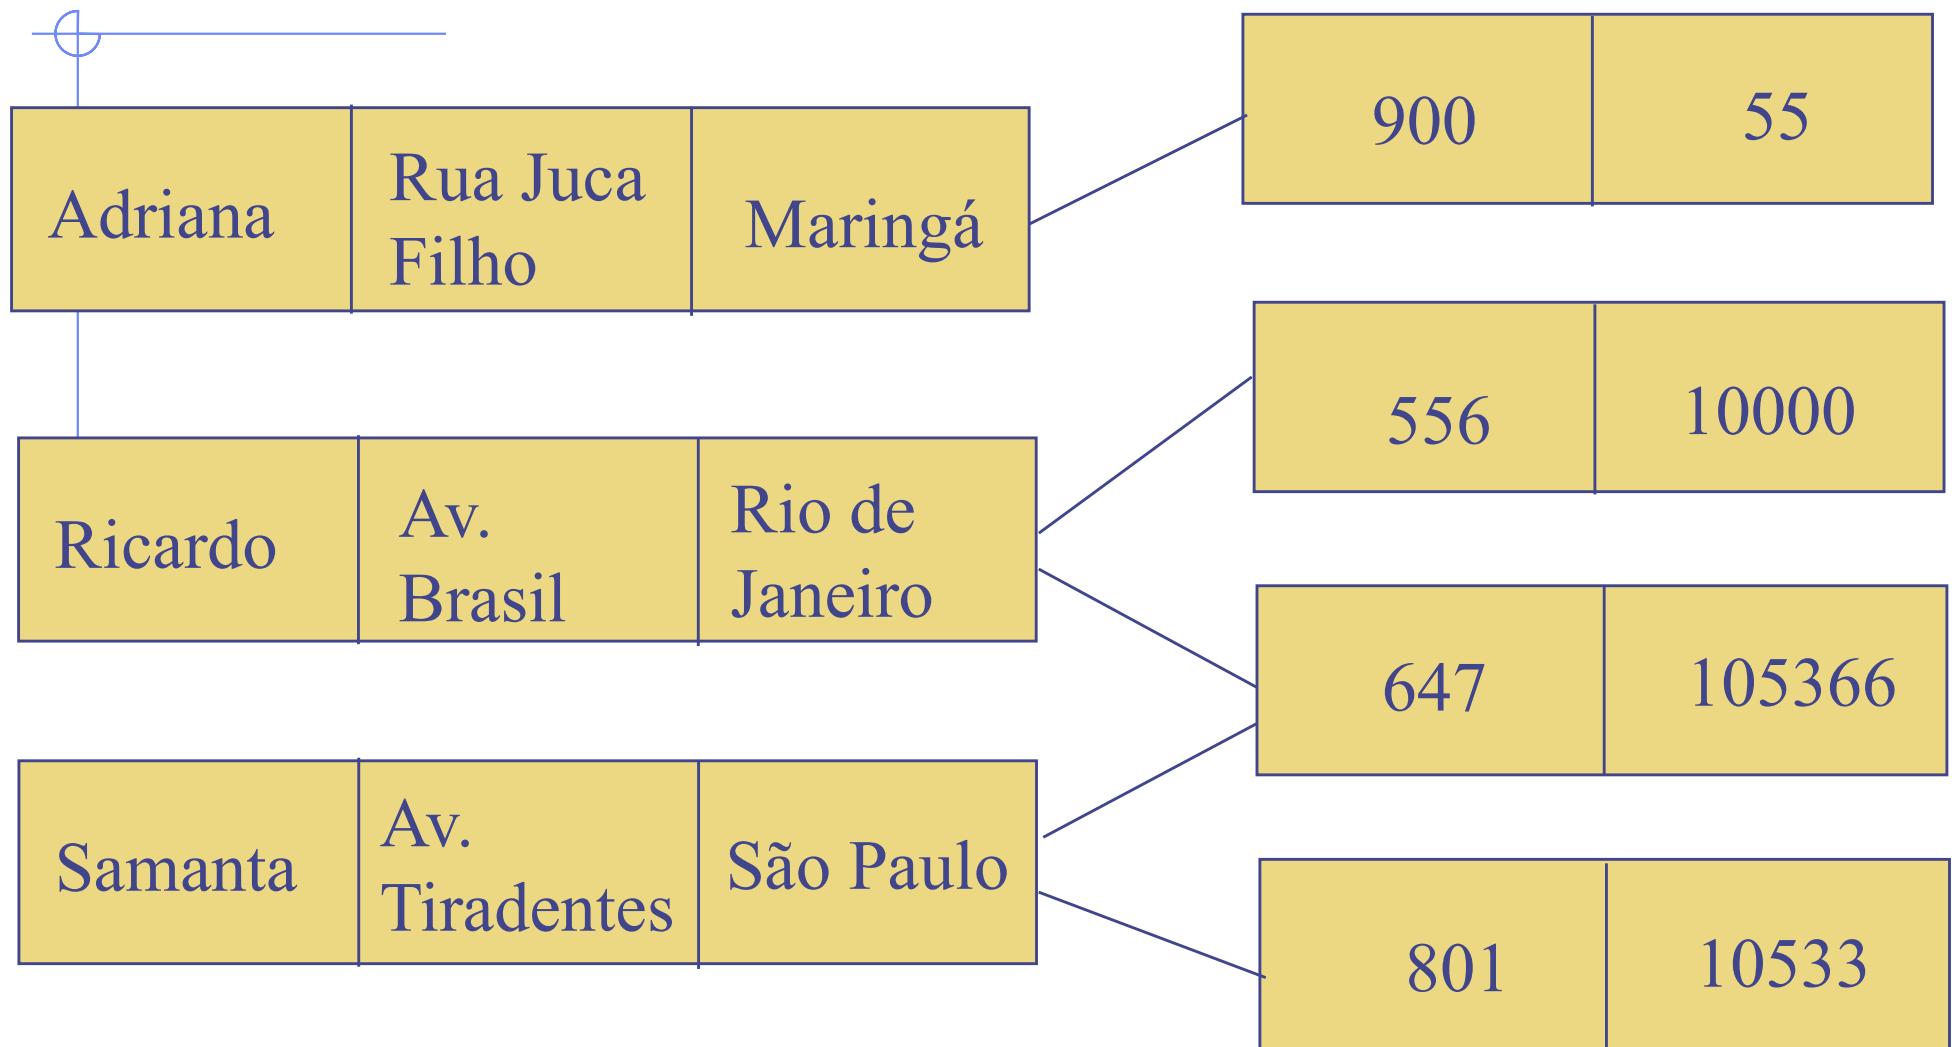 Adriana
Rua Juca
Filho
Maringá
900
55
Ricardo
Av.
Brasil
Rio de
Janeiro
556
10000
647
105366
Samanta
Av.
Tiradentes
São Paulo
801
10533